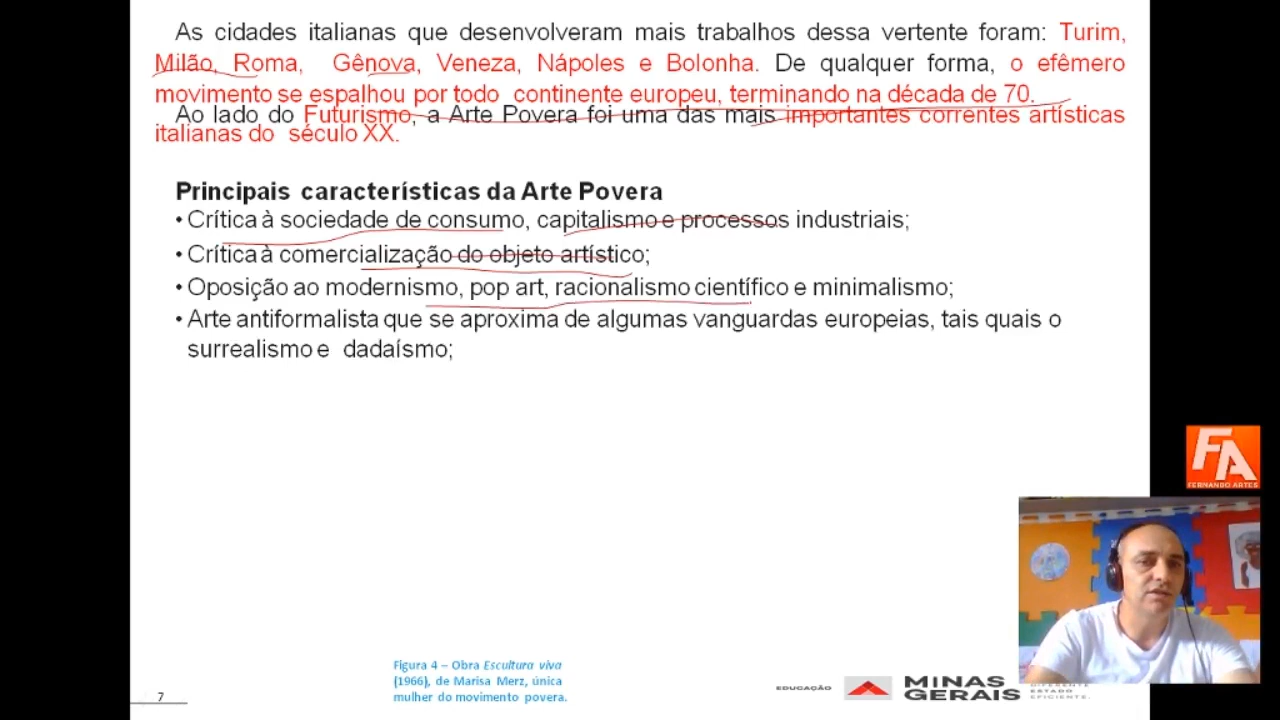 As cidades italianas que desenvolveram mais trabalhos dessa vertente foram: Turim,
Milão, Roma, Gênova, Veneza, Nápoles e Bolonha. De qualquer forma, o efêmero
movimento se espalhou por todo continente europeu, terminando na década de 70.
Ao lado do Futurismo, a Arte Povera foi uma das mais importantes correntes artísticas
italianas do século XX.
Principais características da Arte Povera
• Crítica à sociedade de consumo, capitalismo e processos industriais;
• Crítica à comercialização do objeto artístico;
• Oposição ao modernismo, pop art, racionalismo científico e minimalismo;
• Arte antiformalista que se aproxima de algumas vanguardas europeias, tais quais o
surrealismo e dadaísmo;
FA
FERNANDO ARTES
Figura 4 – Obra Escultura viva
(1966), de Marisa Merz, única
mulher do movimento povera.
7
EDUCAÇÃO
MINAS
GERAIS
DIFERENTE
ESTADO
EFICIENTE.